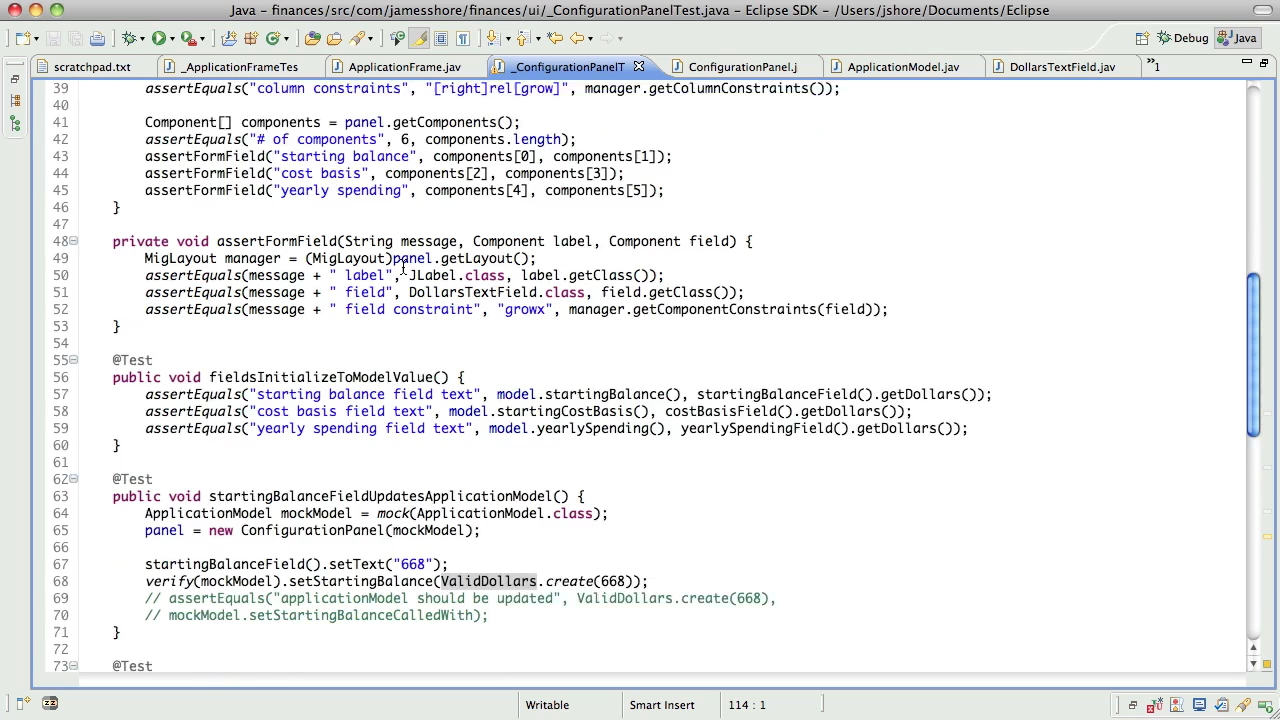 Java – finances/src/com/jamesshore/finances/ui/_ConfigurationPanelTest.java – Eclipse SDK – /Users/jshore/Documents/Eclipse
Debug Java
scratchpad.txt _ApplicationFrameTes ApplicationFrame.jav _ConfigurationPanelT ConfigurationPanel.j ApplicationModel.jav DollarsTextField.jav »1
39 assertEquals("column constraints", "[right]rel[grow]", manager.getColumnConstraints());
40
41 Component[] components = panel.getComponents();
42 assertEquals("# of components", 6, components.length);
43 assertFormField("starting balance", components[0], components[1]);
44 assertFormField("cost basis", components[2], components[3]);
45 assertFormField("yearly spending", components[4], components[5]);
46 }
47
48 private void assertFormField(String message, Component label, Component field) {
49 MigLayout manager = (MigLayout)panel.getLayout();
50 assertEquals(message + " label", JLabel.class, label.getClass());
51 assertEquals(message + " field", DollarsTextField.class, field.getClass());
52 assertEquals(message + " field constraint", "growx", manager.getComponentConstraints(field));
53 }
54
55 @Test
56 public void fieldsInitializeToModelValue() {
57 assertEquals("starting balance field text", model.startingBalance(), startingBalanceField().getDollars());
58 assertEquals("cost basis field text", model.startingCostBasis(), costBasisField().getDollars());
59 assertEquals("yearly spending field text", model.yearlySpending(), yearlySpendingField().getDollars());
60 }
61
62 @Test
63 public void startingBalanceFieldUpdatesApplicationModel() {
64 ApplicationModel mockModel = mock(ApplicationModel.class);
65 panel = new ConfigurationPanel(mockModel);
66
67 startingBalanceField().setText("668");
68 verify(mockModel).setStartingBalance(ValidDollars.create(668));
69 // assertEquals("applicationModel should be updated", ValidDollars.create(668),
70 // mockModel.setStartingBalanceCalledWith);
71 }
72
73 @Test
Writable Smart Insert 114 : 1